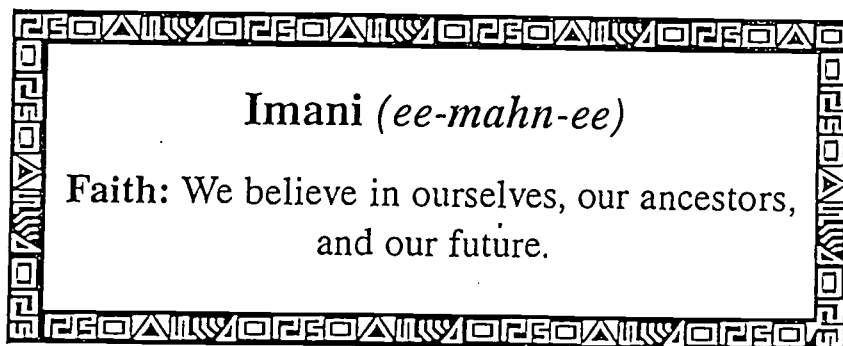 Imani (ee-mahn-ee)
Faith: We believe in ourselves, our ancestors,
and our future.